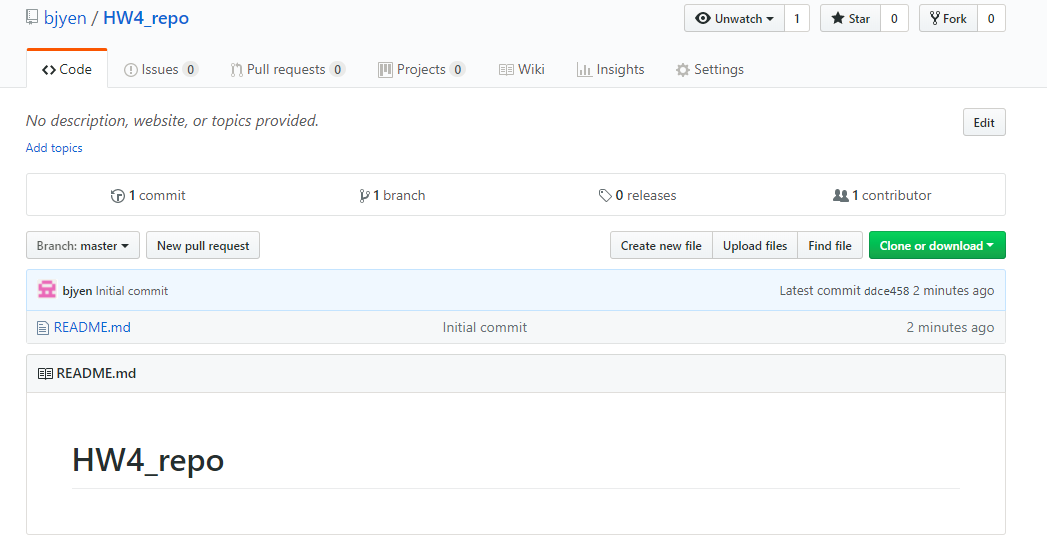 bjyen / HW4_repo Unwatch 1 Star 0 Fork 0
Code Issues 0 Pull requests 0 Projects 0 Wiki Insights Settings
No description, website, or topics provided. Edit
Add topics
1 commit 1 branch 0 releases 1 contributor
Branch: master New pull request Create new file Upload files Find file Clone or download
bjyen Initial commit Latest commit ddce458 2 minutes ago
README.md Initial commit 2 minutes ago
README.md
HW4_repo